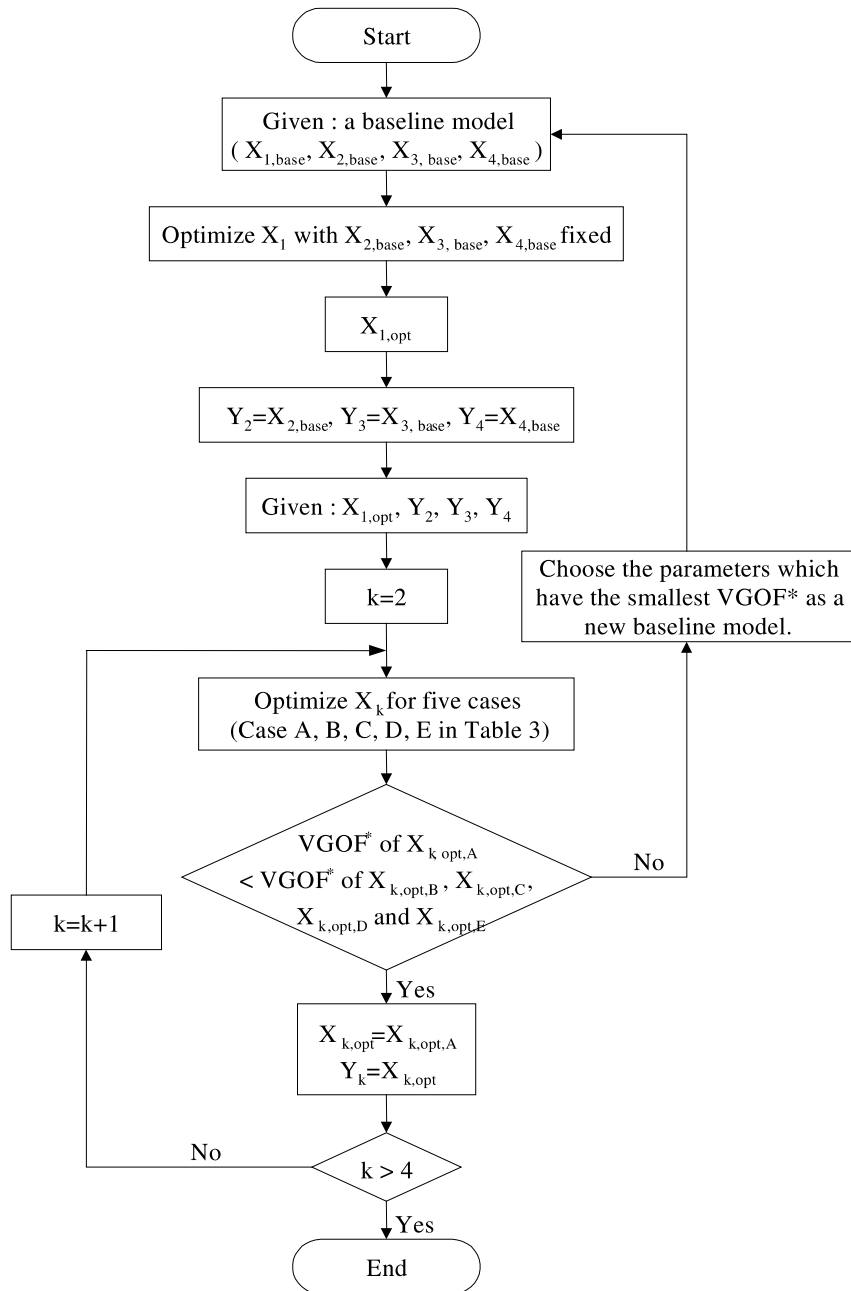 Start
Given : a baseline model
( X1,base, X2,base, X3, base, X4,base )
Optimize X1 with X2,base, X3, base, X4,base fixed
X1,opt
Y2=X2,base, Y3=X3, base, Y4=X4,base
Given : X1,opt, Y2, Y3, Y4
k=2
Choose the parameters which
have the smallest VGOF* as a
new baseline model.
Optimize Xk for five cases
(Case A, B, C, D, E in Table 3)
VGOF* of Xk opt,A
< VGOF* of Xk,opt,B , Xk,opt,C,
Xk,opt,D and Xk,opt,E
No
k=k+1
Yes
Xk,opt=Xk,opt,A
Yk=Xk,opt
No
k > 4
Yes
End